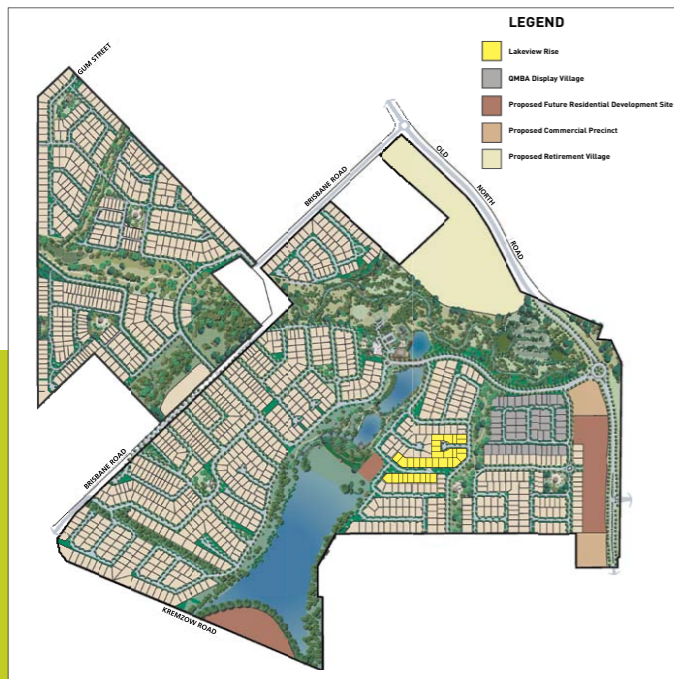 LEGEND
Lakeview Rise
QMBA Display Village
Proposed Future Residential Development Site
Proposed Commercial Precinct
Proposed Retirement Village
GUM STREET
BRISBANE ROAD
OLD
NORTH
ROAD
BRISBANE ROAD
KREMZOW ROAD